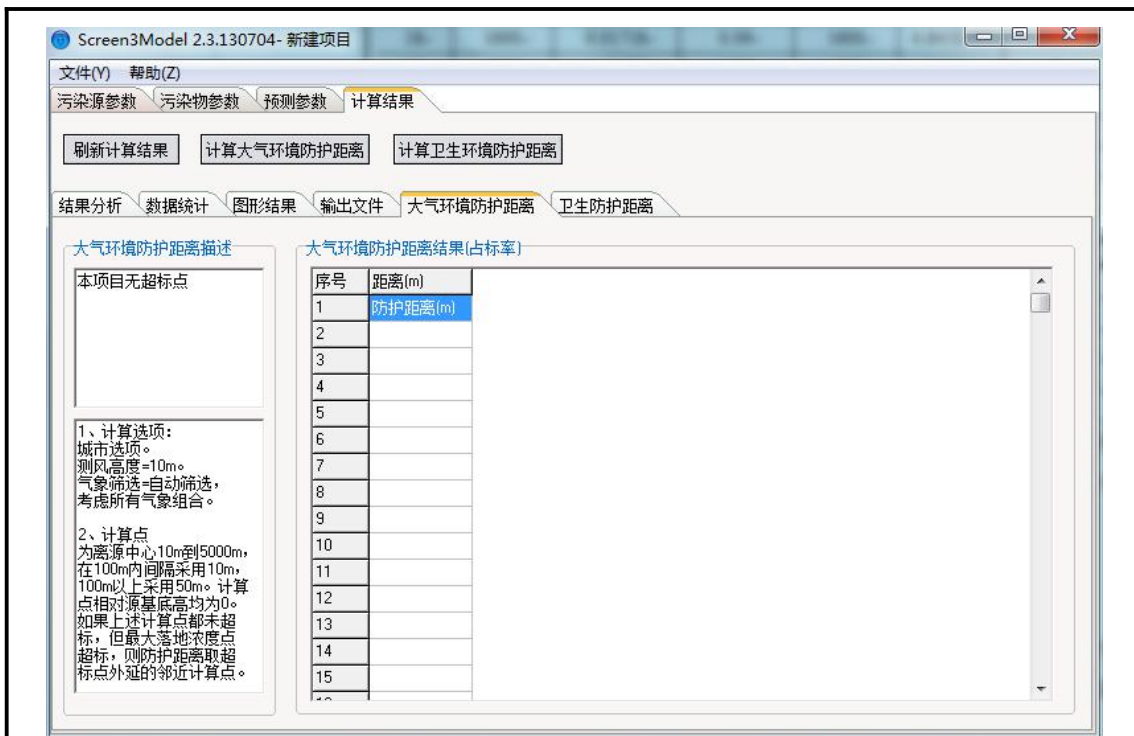 Screen3Model 2.3.130704- 新建项目
文件(Y) 帮助(Z)
污染源参数 污染物参数 预测参数 计算结果
刷新计算结果 计算大气环境防护距离 计算卫生环境防护距离
结果分析 数据统计 图形结果 输出文件 大气环境防护距离 卫生防护距离
大气环境防护距离描述
本项目无超标点
1、计算选项:
城市选项。
测风高度=10m。
气象筛选=自动筛选,
考虑所有气象组合。
2、计算点
为离源中心10m到5000m,
在100m内间隔采用10m,
100m以上采用50m。计算
点相对源基底高均为0。
如果上述计算点都未超
标,但最大落地浓度点
超标,则防护距离取超
标点外延的邻近计算点。
大气环境防护距离结果(占标率)
序号 距离(m)
1 防护距离(m)
2
3
4
5
6
7
8
9
10
11
12
13
14
15